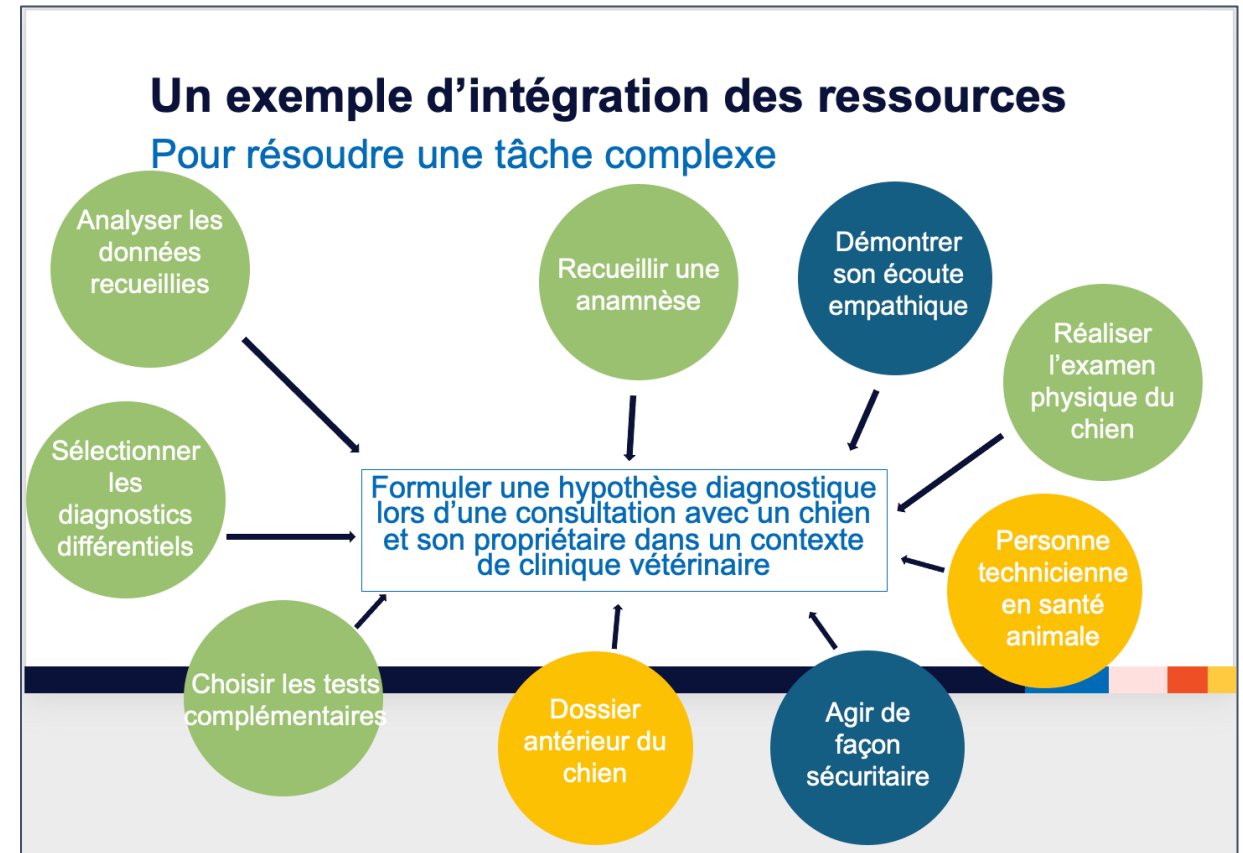 Un exemple d’intégration des ressources
Pour résoudre une tâche complexe
Analyser les
données
recueillies
Recueillir une
anamnèse
Démontrer
son écoute
empathique
Réaliser
l’examen
physique du
chien
Sélectionner
les
diagnostics
différentiels
Formuler une hypothèse diagnostique
lors d’une consultation avec un chien
et son propriétaire dans un contexte
de clinique vétérinaire
Personne
technicienne
en santé
animale
Choisir les tests
complémentaires
Dossier
antérieur du
chien
Agir de
façon
sécuritaire